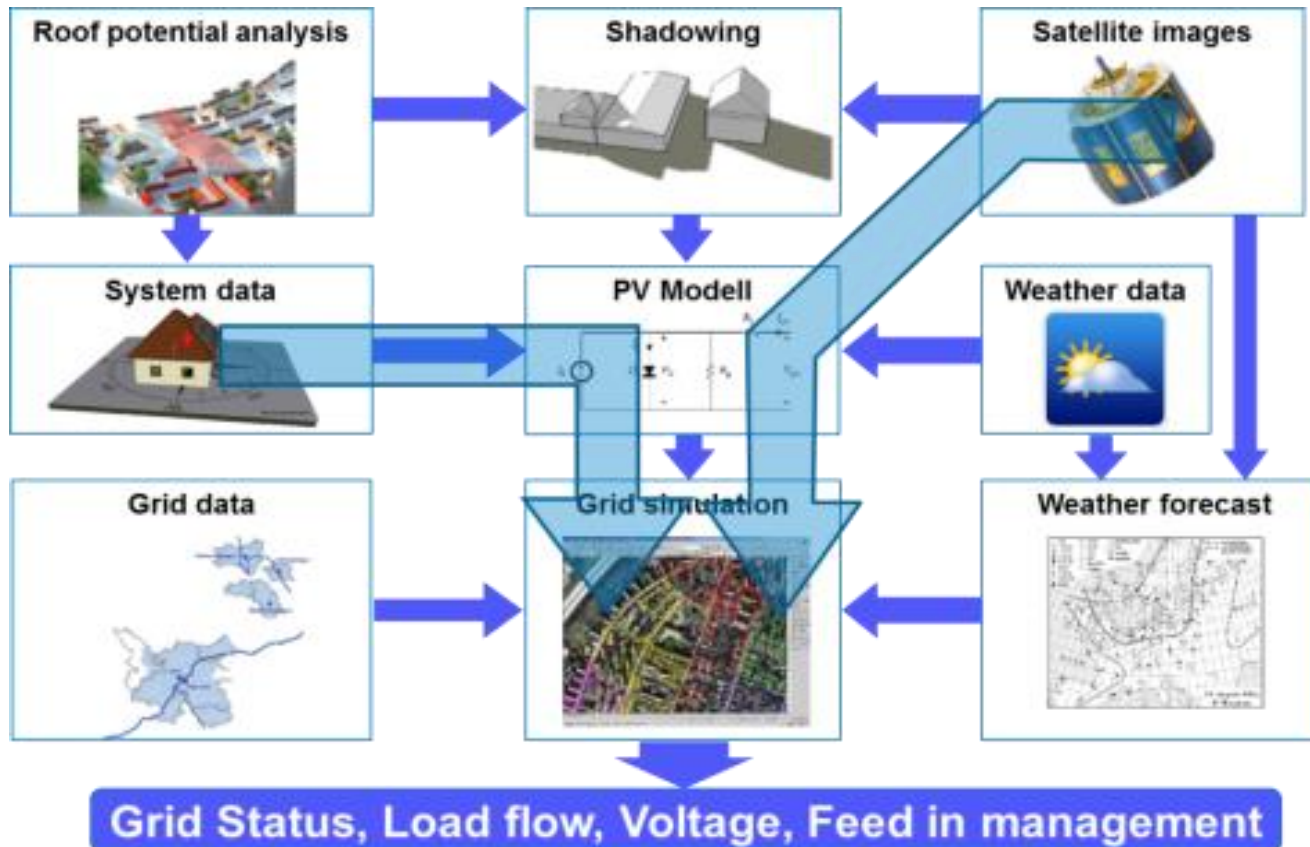 Roof potential analysis
Shadowing
Satellite images
System data
PV Modell
Weather data
Grid data
Grid simulation
Weather forecast
Grid Status, Load flow, Voltage, Feed in management